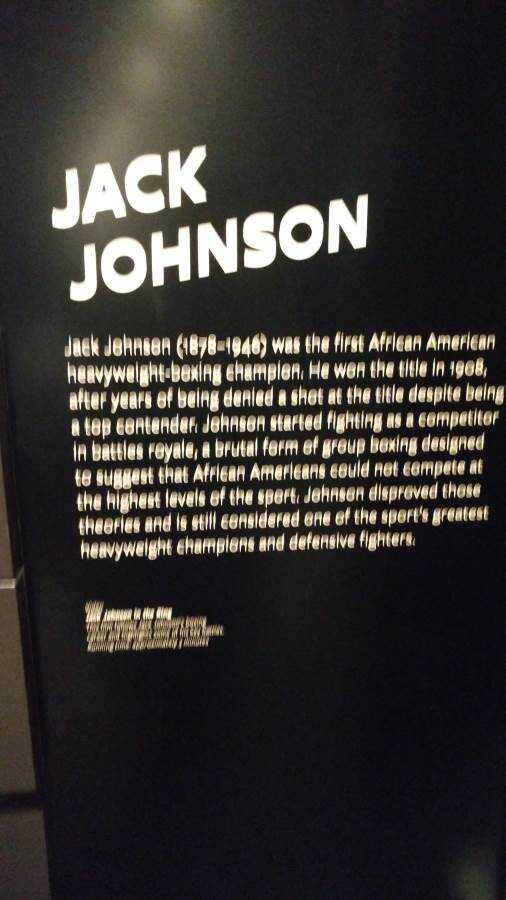 JACK
JOHNSON
Jack Johnson (1878–1946) was the first African American
heavyweight-boxing champion. He won the title in 1908,
after years of being denied a shot at the title despite being
a top contender. Johnson started fighting as a competitor
in battles royale, a brutal form of group boxing designed
to suggest that African Americans could not compete at
the highest levels of the sport. Johnson disproved those
theories and is still considered one of the sport's greatest
heavyweight champions and defensive fighters.
Johnson in the Ring